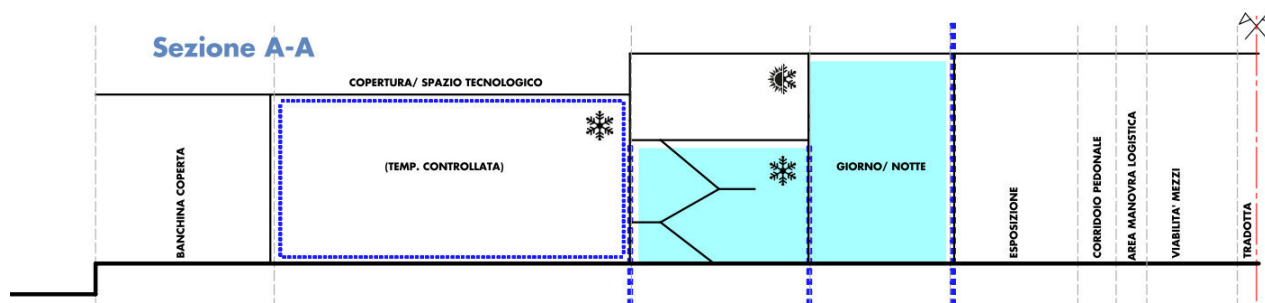 Sezione A-A
COPERTURA/ SPAZIO TECNOLOGICO
BANCHINA COPERTA
(TEMP. CONTROLLATA)
GIORNO/ NOTTE
ESPOSIZIONE
CORRIDOIO PEDONALE
AREA MANOVRA LOGISTICA
VIABILITA' MEZZI
TRADOTTA